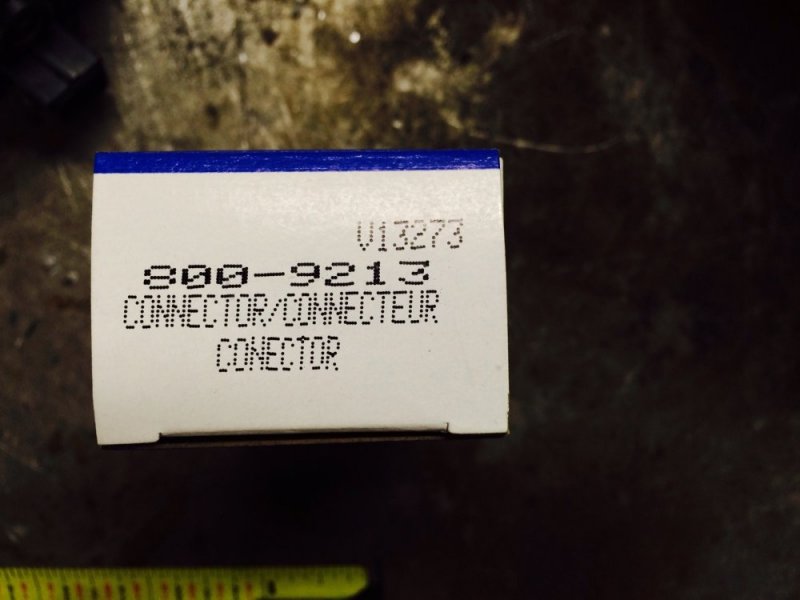 V13273
800-9213
CONNECTOR/CONNECTEUR
CONECTOR